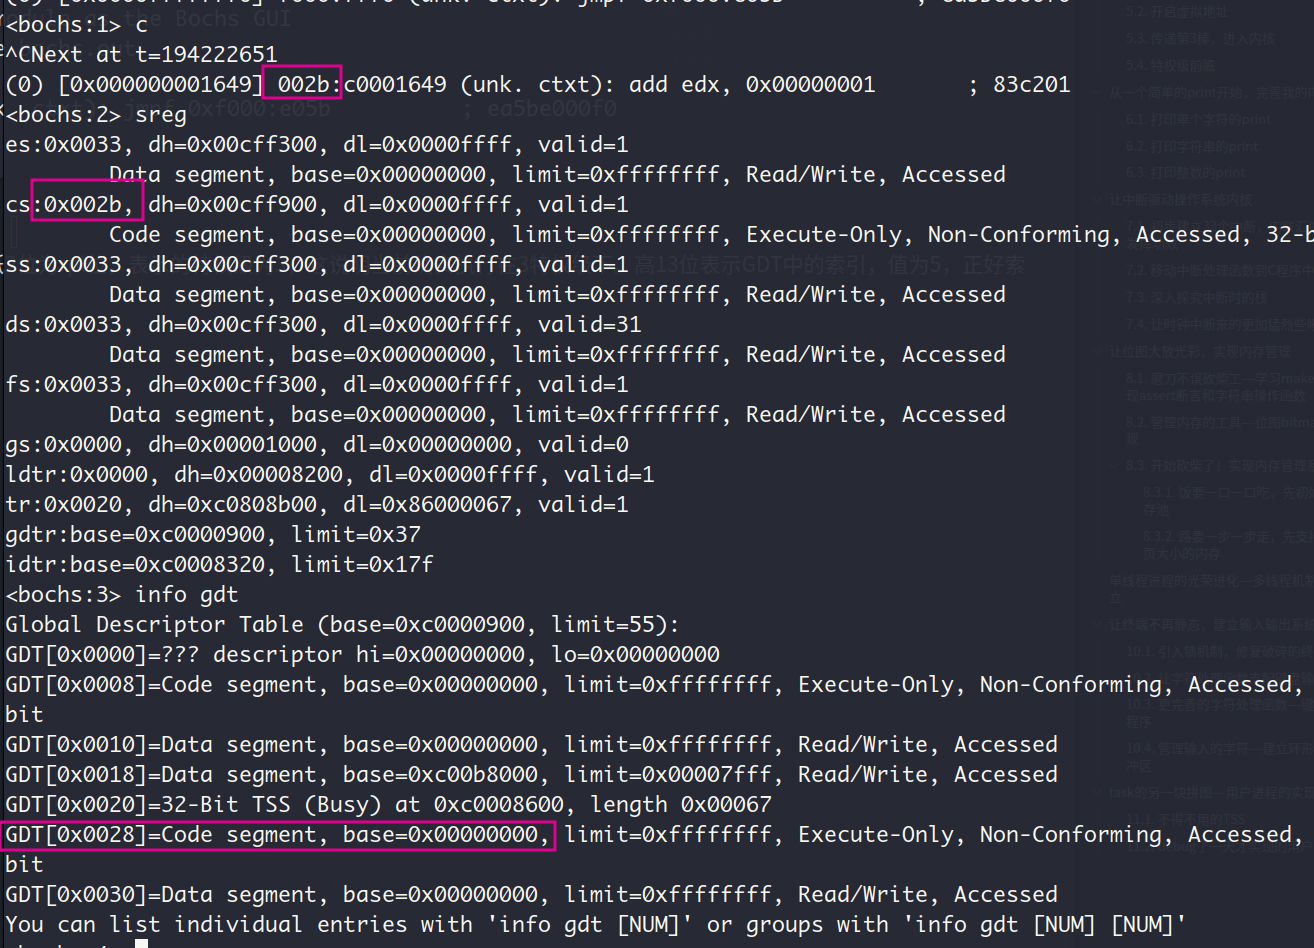 <bochs:1> c
^CNext at t=194222651
(0) [0x000000001649] 002b:c0001649 (unk. ctxt): add edx, 0x00000001 ; 83c201
<bochs:2> sreg
es:0x0033, dh=0x00cff300, dl=0x0000ffff, valid=1
Data segment, base=0x00000000, limit=0xffffffff, Read/Write, Accessed
cs:0x002b, dh=0x00cff900, dl=0x0000ffff, valid=1
Code segment, base=0x00000000, limit=0xffffffff, Execute-Only, Non-Conforming, Accessed, 32-b
ss:0x0033, dh=0x00cff300, dl=0x0000ffff, valid=1
Data segment, base=0x00000000, limit=0xffffffff, Read/Write, Accessed
ds:0x0033, dh=0x00cff300, dl=0x0000ffff, valid=31
Data segment, base=0x00000000, limit=0xffffffff, Read/Write, Accessed
fs:0x0033, dh=0x00cff300, dl=0x0000ffff, valid=1
Data segment, base=0x00000000, limit=0xffffffff, Read/Write, Accessed
gs:0x0000, dh=0x00001000, dl=0x00000000, valid=0
ldtr:0x0000, dh=0x00008200, dl=0x0000ffff, valid=1
tr:0x0020, dh=0xc0808b00, dl=0x86000067, valid=1
gdtr:base=0xc0000900, limit=0x37
idtr:base=0xc0008320, limit=0x17f
<bochs:3> info gdt
Global Descriptor Table (base=0xc0000900, limit=55):
GDT[0x0000]=??? descriptor hi=0x00000000, lo=0x00000000
GDT[0x0008]=Code segment, base=0x00000000, limit=0xffffffff, Execute-Only, Non-Conforming, Accessed,
bit
GDT[0x0010]=Data segment, base=0x00000000, limit=0xffffffff, Read/Write, Accessed
GDT[0x0018]=Data segment, base=0xc00b8000, limit=0x00007fff, Read/Write, Accessed
GDT[0x0020]=32-Bit TSS (Busy) at 0xc0008600, length 0x00067
GDT[0x0028]=Code segment, base=0x00000000, limit=0xffffffff, Execute-Only, Non-Conforming, Accessed,
bit
GDT[0x0030]=Data segment, base=0x00000000, limit=0xffffffff, Read/Write, Accessed
You can list individual entries with 'info gdt [NUM]' or groups with 'info gdt [NUM] [NUM]'